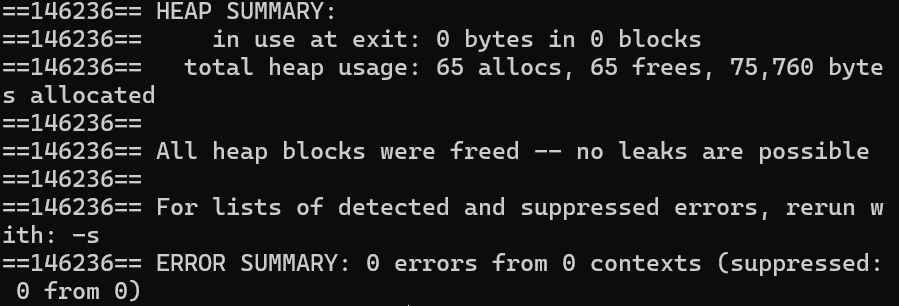 ==146236== HEAP SUMMARY:
==146236==     in use at exit: 0 bytes in 0 blocks
==146236==   total heap usage: 65 allocs, 65 frees, 75,760 byte
s allocated
==146236==
==146236== All heap blocks were freed -- no leaks are possible
==146236==
==146236== For lists of detected and suppressed errors, rerun w
ith: -s
==146236== ERROR SUMMARY: 0 errors from 0 contexts (suppressed:
 0 from 0)